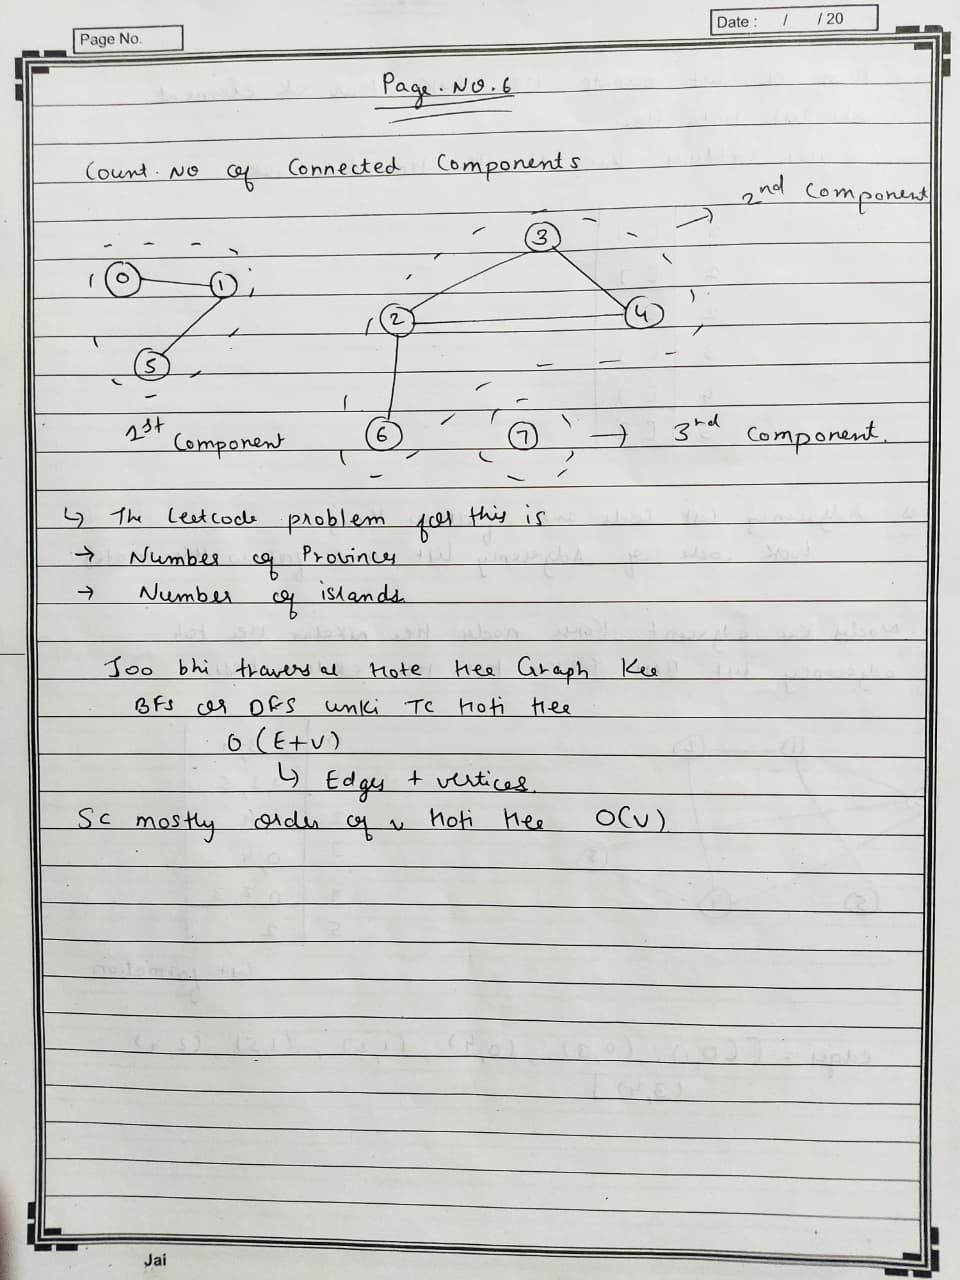 Page No.
Date : / / 20
Page. NO. 6
Count. NO of Connected Components
2nd Component
3
0
1
2
4
5
1st Component
6
7
→ 3rd Component.
↳ The Leetcode problem for this is
→ Number of Provinces
→ Number of islands
Joo bhi traversal Hote Hee Graph Kee
BFS or DFS unki TC Hoti Hee
O (E+V)
↳ Edges + vertices.
SC mostly order of v Hoti Hee O(V)
Jai